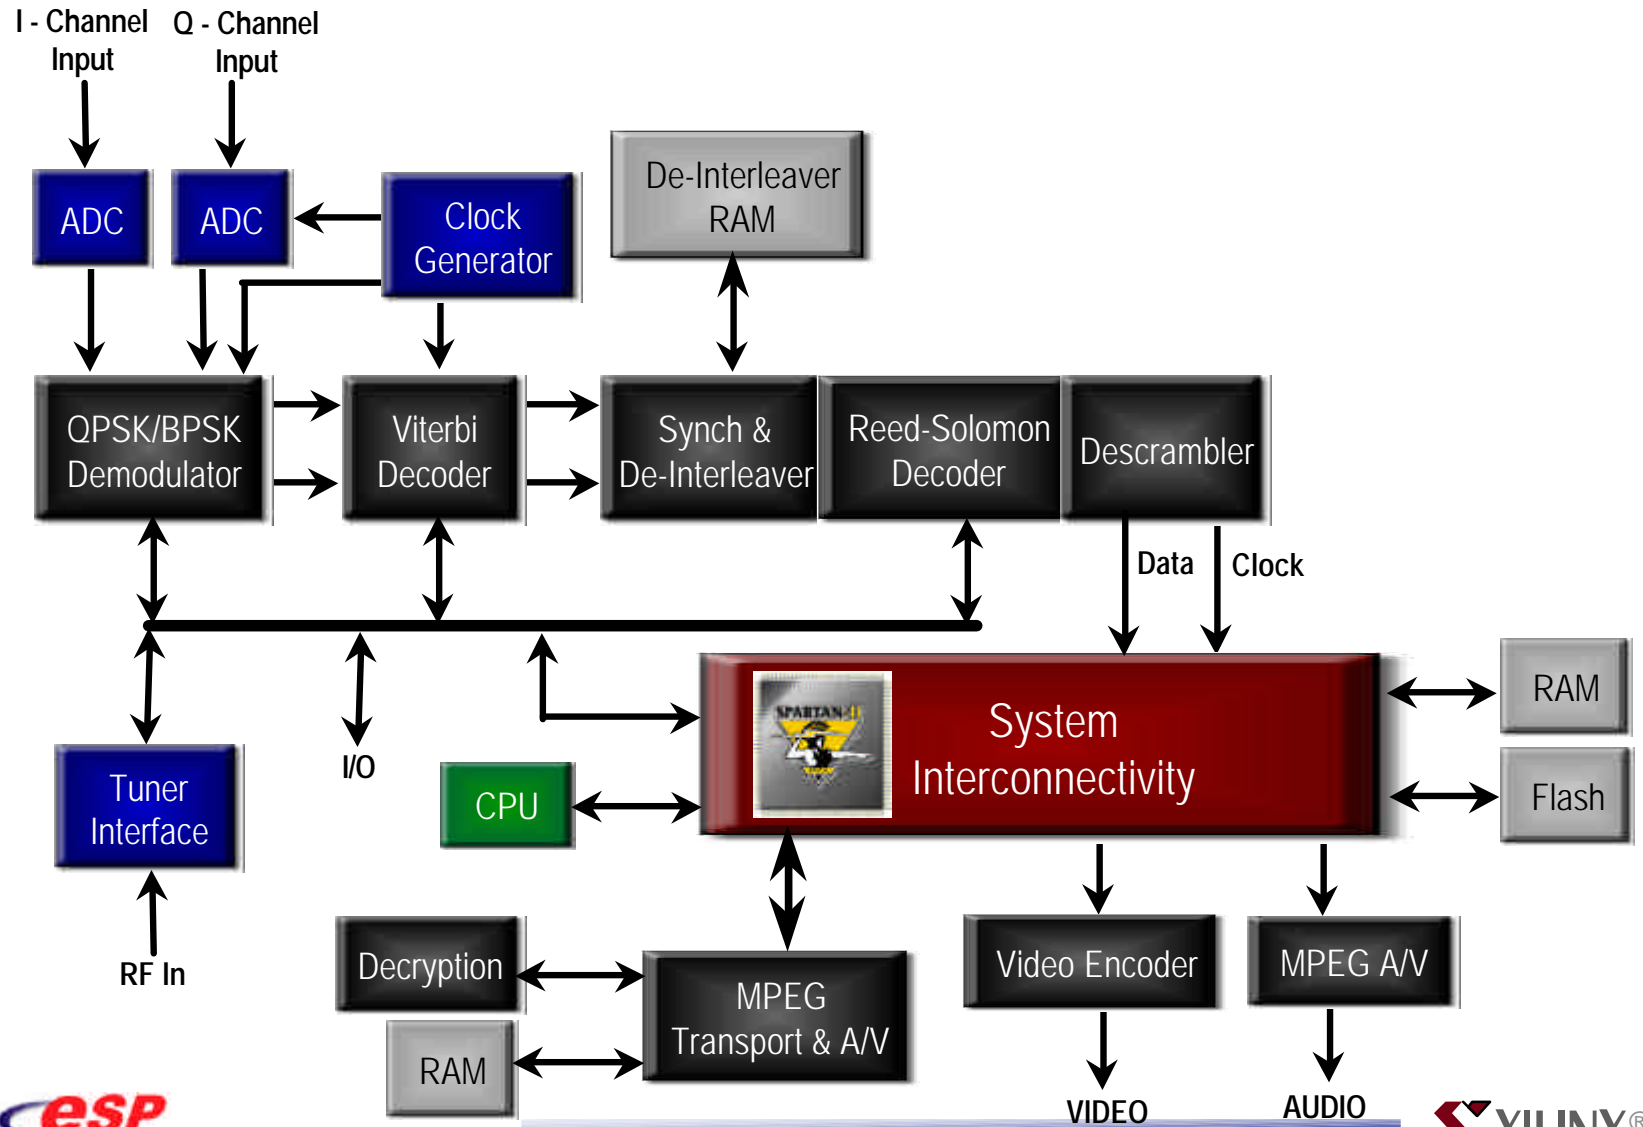 I - Channel
Input
Q - Channel
Input
ADC
ADC
Clock
Generator
De-Interleaver
RAM
QPSK/BPSK
Demodulator
Viterbi
Decoder
Synch &
De-Interleaver
Reed-Solomon
Decoder
Descrambler
Data
Clock
I/O
Tuner
Interface
RF In
CPU
SPARTAN-II
System
Interconnectivity
RAM
Flash
Decryption
RAM
MPEG
Transport & A/V
Video Encoder
MPEG A/V
VIDEO
AUDIO
eSP
XILINX®